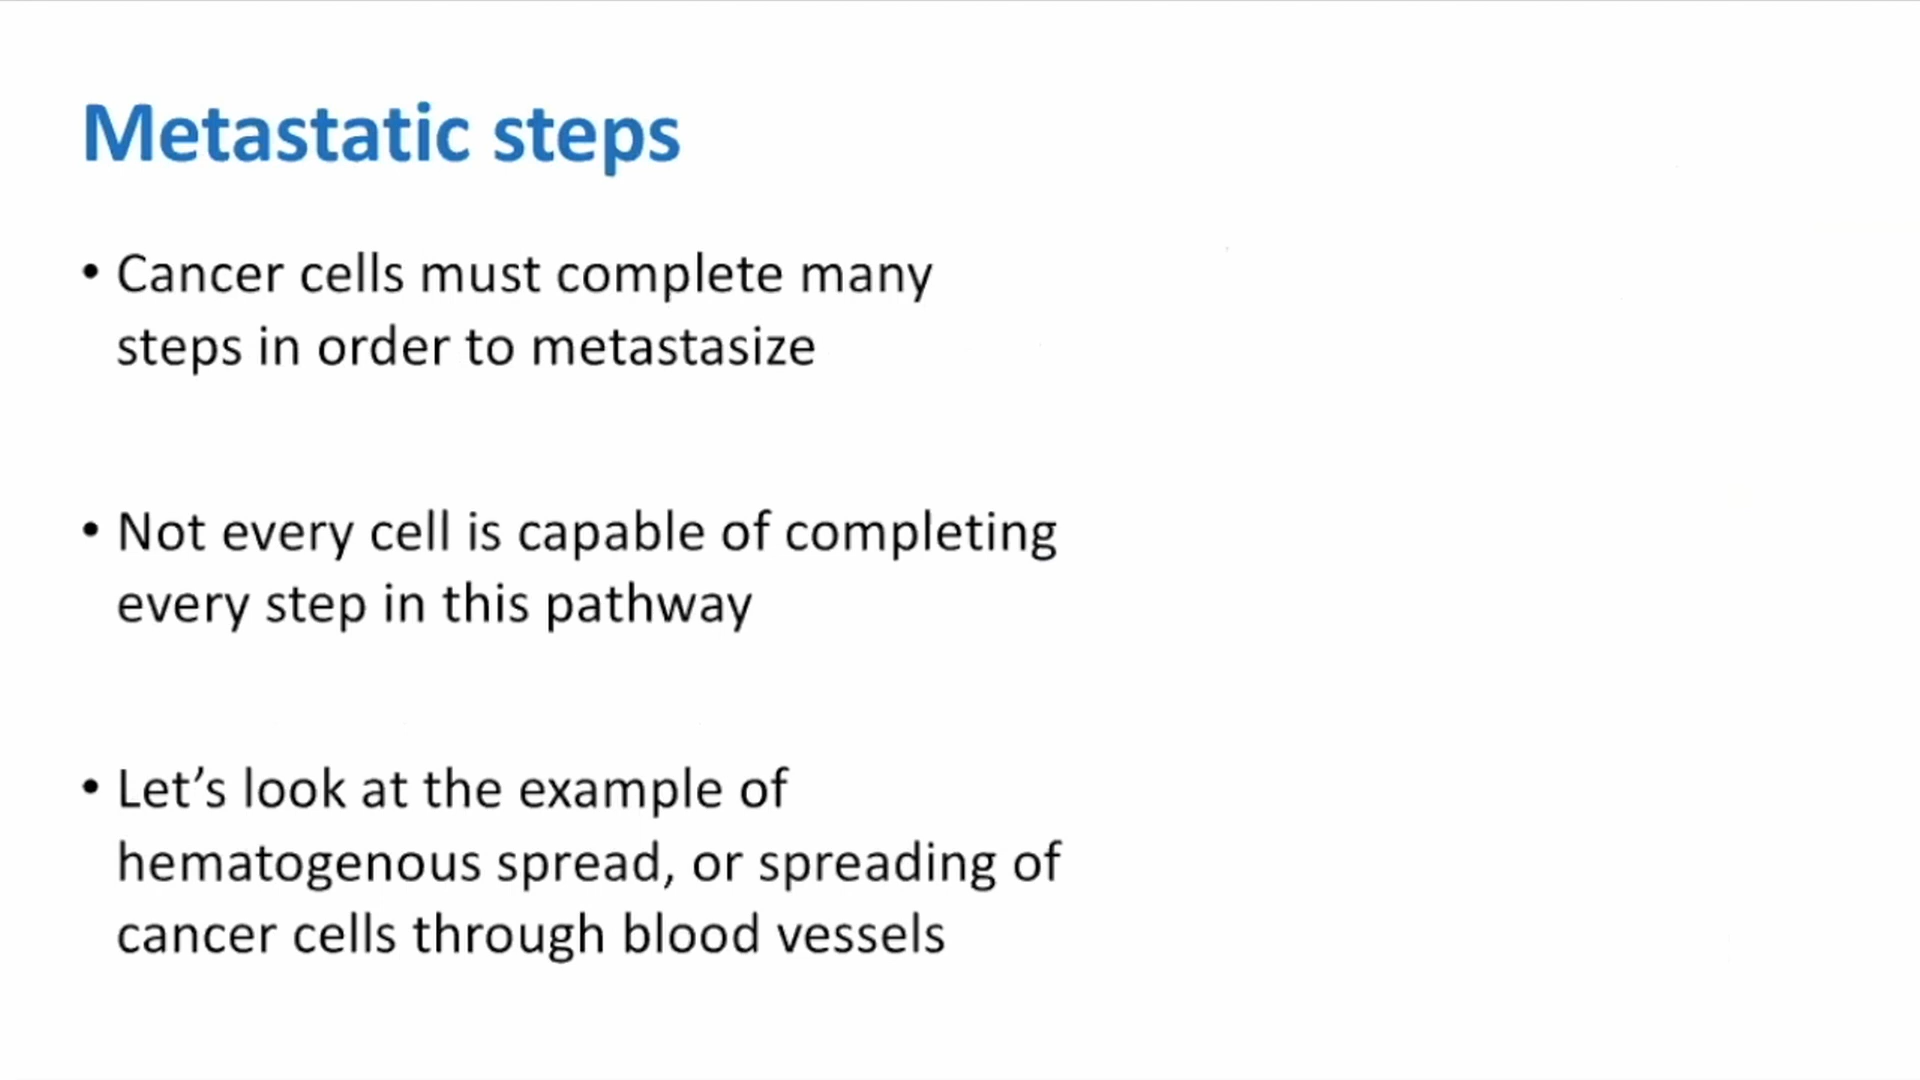 Metastatic steps
• Cancer cells must complete many
steps in order to metastasize
• Not every cell is capable of completing
every step in this pathway
• Let’s look at the example of
hematogenous spread, or spreading of
cancer cells through blood vessels